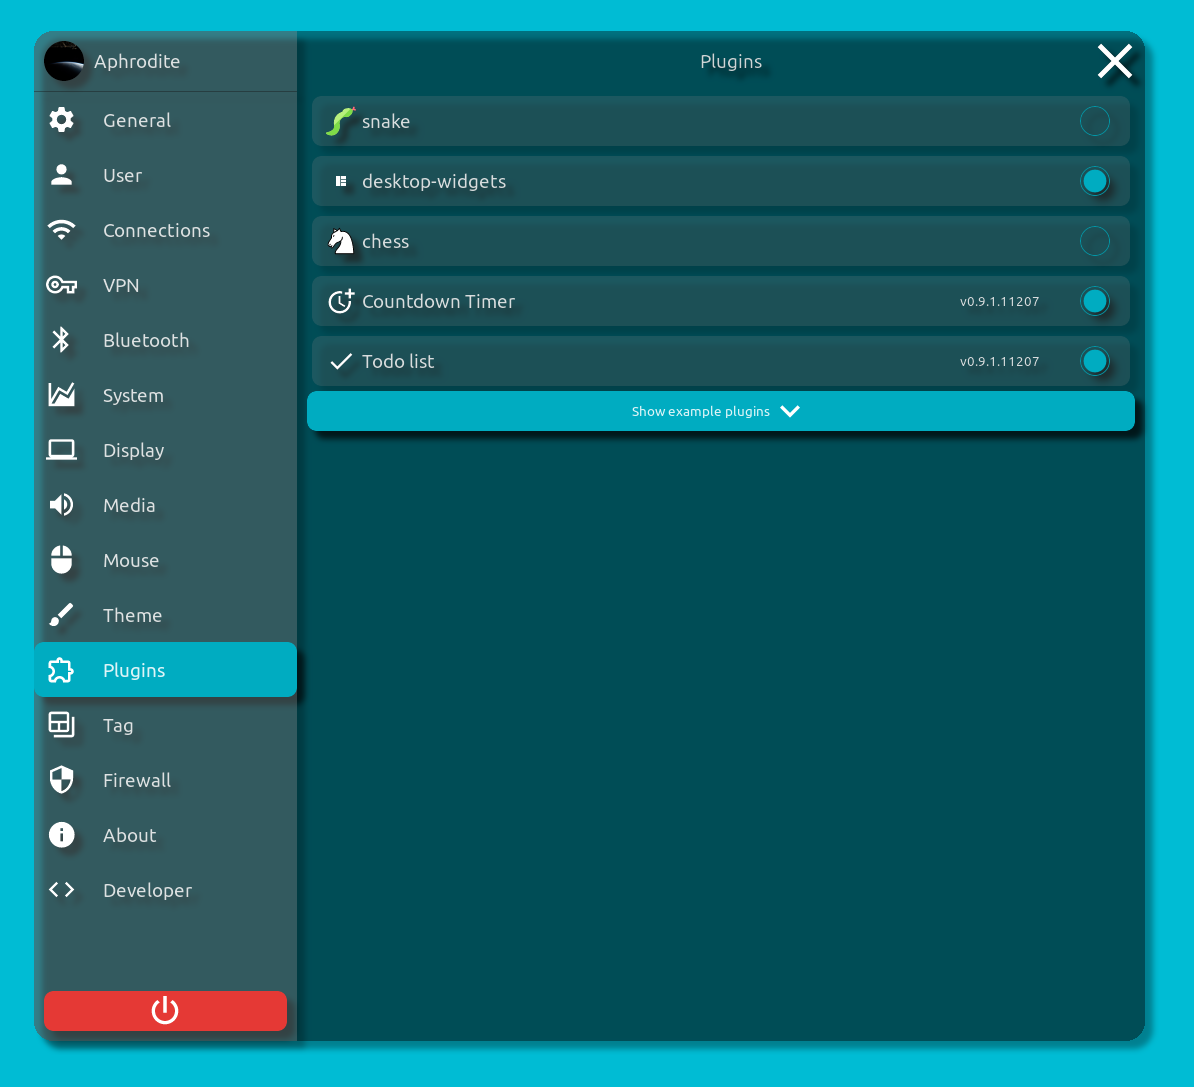 Aphrodite
General
User
Connections
VPN
Bluetooth
System
Display
Media
Mouse
Theme
Plugins
Tag
Firewall
About
Developer
Plugins
snake
desktop-widgets
chess
Countdown Timer v0.9.1.11207
Todo list v0.9.1.11207
Show example plugins